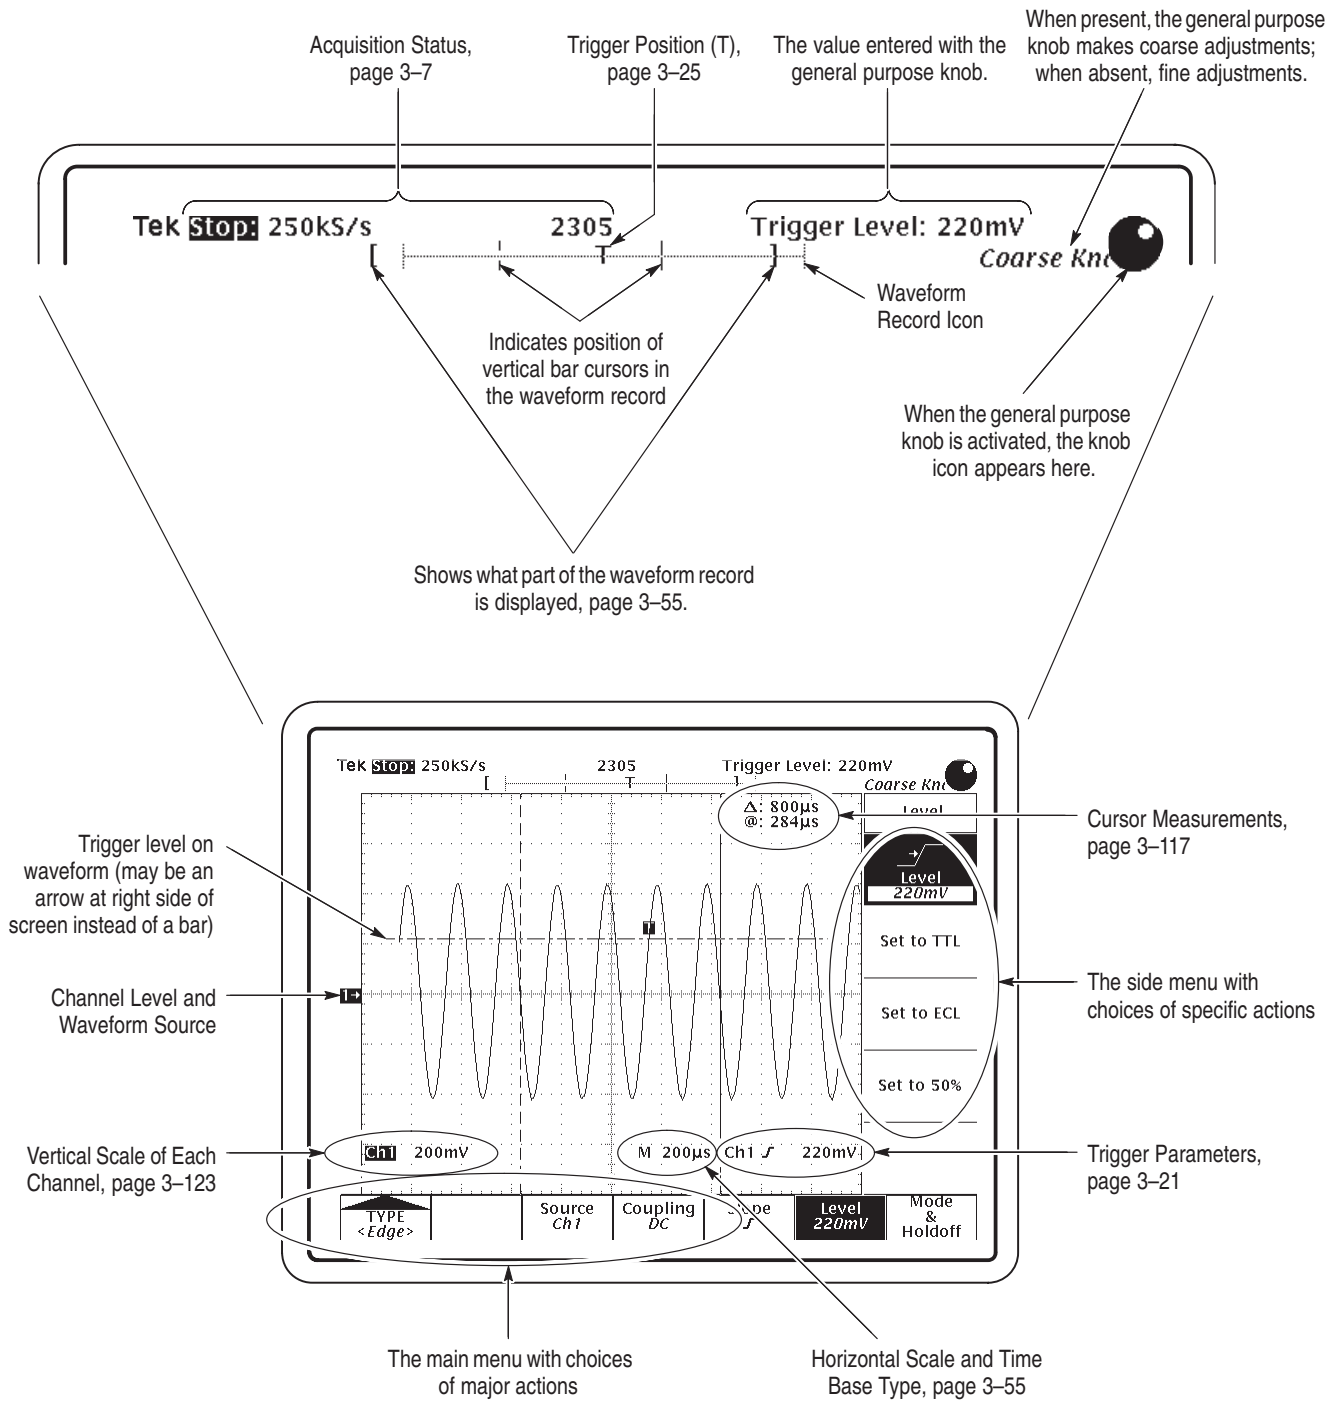 When present, the general purpose
knob makes coarse adjustments;
when absent, fine adjustments.
Acquisition Status,
page 3–7
Trigger Position (T),
page 3–25
The value entered with the
general purpose knob.
Tek Stop: 250kS/s
2305
Trigger Level: 220mV
[ T ]
Coarse
Waveform
Record Icon
Indicates position of
vertical bar cursors in
the waveform record
When the general purpose
knob is activated, the knob
icon appears here.
Shows what part of the waveform record
is displayed, page 3–55.
Tek Stop: 250kS/s
2305
Trigger Level: 220mV
[ T ]
Coarse
Δ: 800µs
@: 284µs
Level
Cursor Measurements,
page 3–117
Trigger level on
waveform (may be an
arrow at right side of
screen instead of a bar)
Level
220mV
T
Set to TTL
Channel Level and
Waveform Source
1→
The side menu with
choices of specific actions
Set to ECL
Set to 50%
Vertical Scale of Each
Channel, page 3–123
Ch1 200mV
M 200µs
Ch1 ƒ 220mV
Trigger Parameters,
page 3–21
TYPE
<Edge>
Source
Ch1
Coupling
DC
Level
220mV
Mode
&
Holdoff
The main menu with choices
of major actions
Horizontal Scale and Time
Base Type, page 3–55